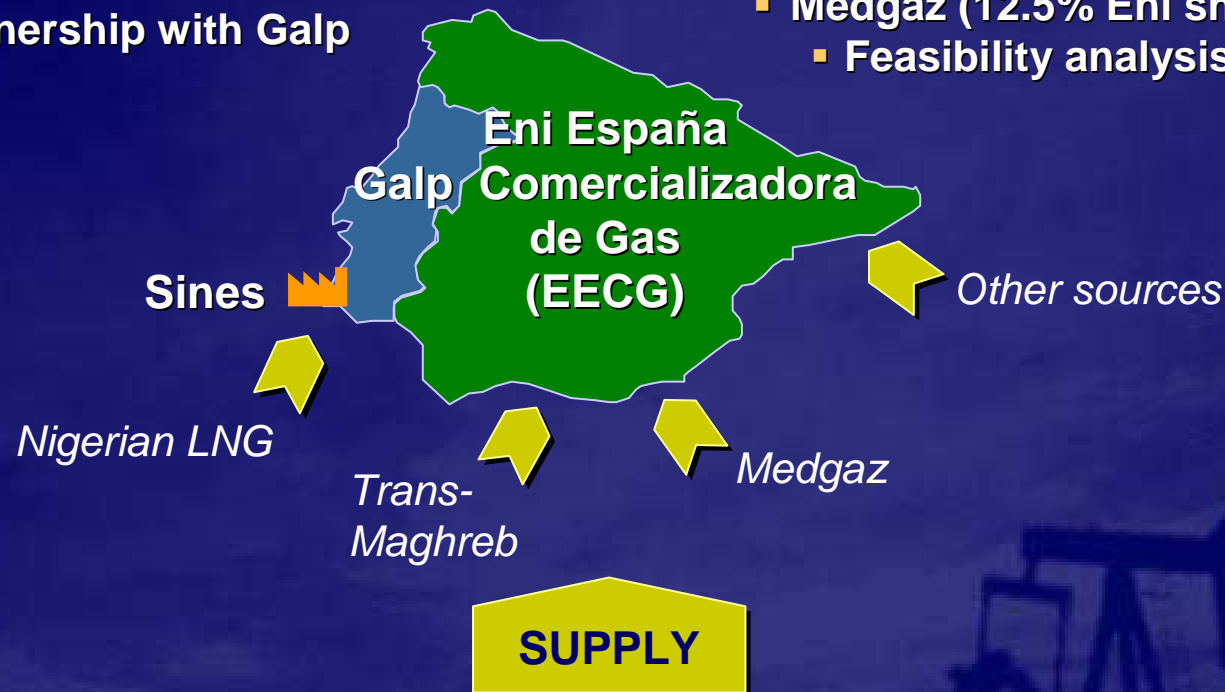 nership with Galp
Medgaz (12.5% Eni sh
Feasibility analysis
Eni España
Galp Comercializadora
de Gas
(EECG)
Sines
Other sources
Nigerian LNG
Medgaz
Trans-
Maghreb
SUPPLY